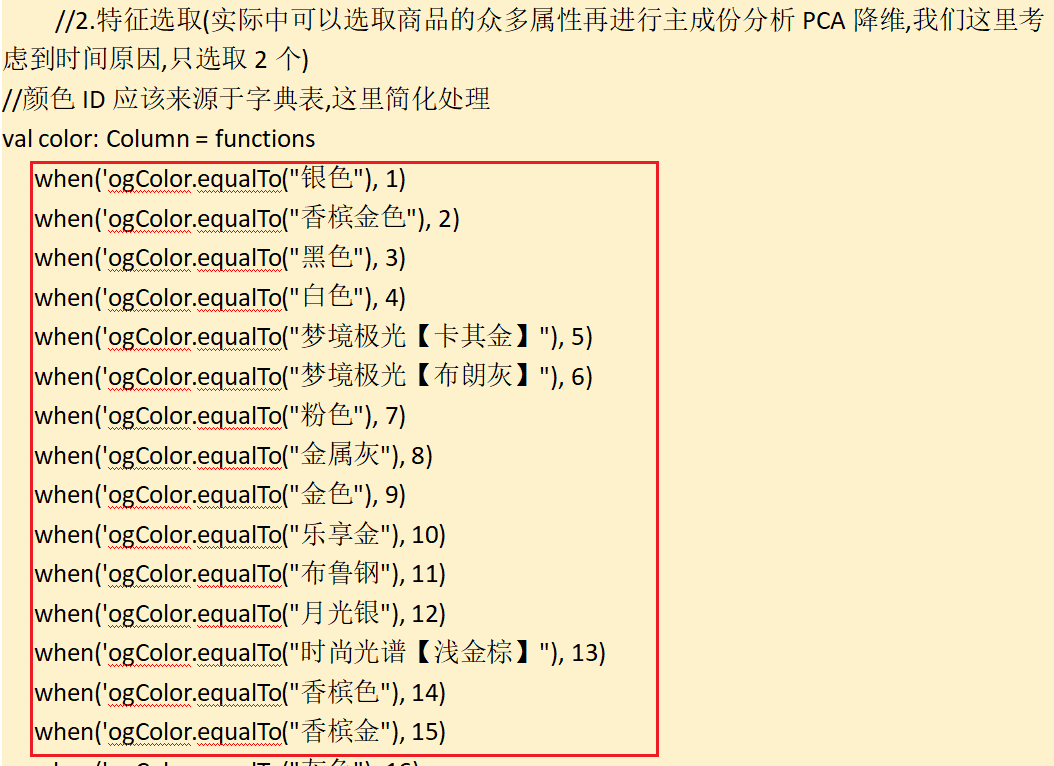 //2.特征选取(实际中可以选取商品的众多属性再进行主成份分析 PCA 降维,我们这里考
虑到时间原因,只选取 2 个)
//颜色 ID 应该来源于字典表,这里简化处理
val color: Column = functions
when('ogColor.equalTo("银色"), 1)
when('ogColor.equalTo("香槟金色"), 2)
when('ogColor.equalTo("黑色"), 3)
when('ogColor.equalTo("白色"), 4)
when('ogColor.equalTo("梦境极光【卡其金】"), 5)
when('ogColor.equalTo("梦境极光【布朗灰】"), 6)
when('ogColor.equalTo("粉色"), 7)
when('ogColor.equalTo("金属灰"), 8)
when('ogColor.equalTo("金色"), 9)
when('ogColor.equalTo("乐享金"), 10)
when('ogColor.equalTo("布鲁钢"), 11)
when('ogColor.equalTo("月光银"), 12)
when('ogColor.equalTo("时尚光谱【浅金棕】"), 13)
when('ogColor.equalTo("香槟色"), 14)
when('ogColor.equalTo("香槟金"), 15)